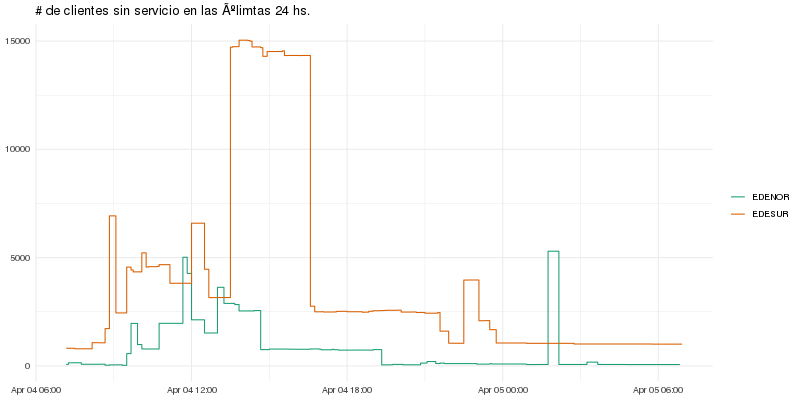 # de clientes sin servicio en las Ãºlimtas 24 hs.
15000
10000
5000
0
Apr 04 06:00
Apr 04 12:00
Apr 04 18:00
Apr 05 00:00
Apr 05 06:00
EDENOR
EDESUR